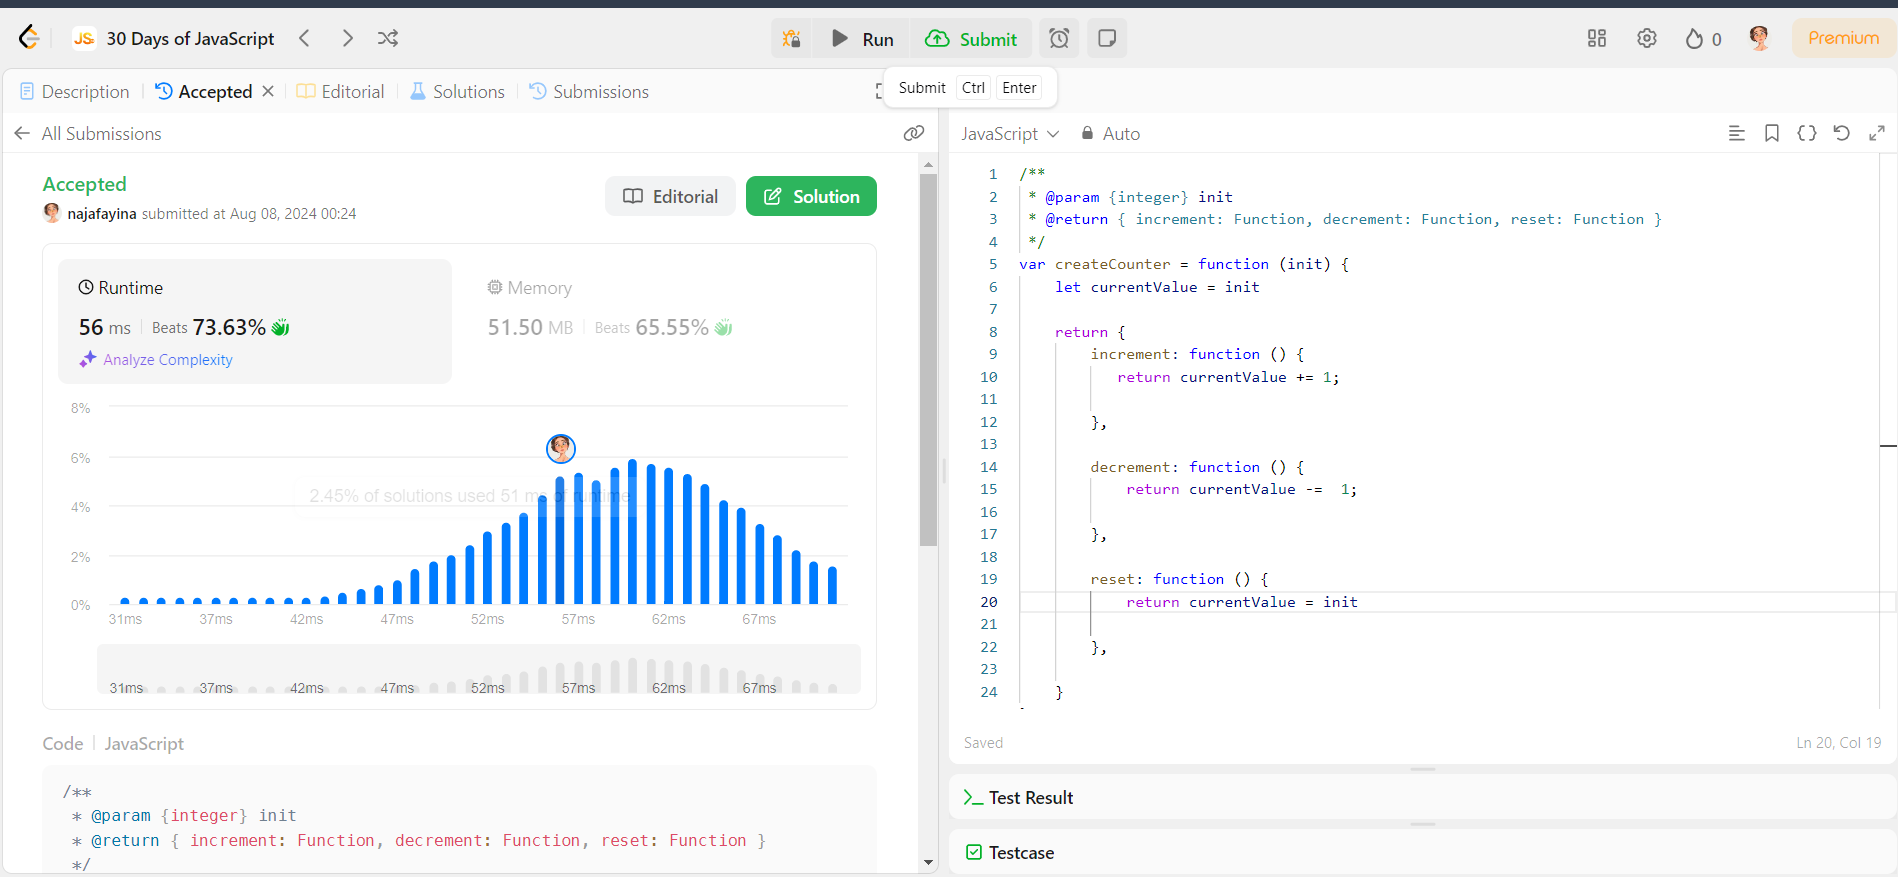 JS 30 Days of JavaScript
Run
Submit
0
Premium
Submit Ctrl Enter
Description
Accepted
Editorial
Solutions
Submissions
All Submissions
Accepted
najafayina submitted at Aug 08, 2024 00:24
Editorial
Solution
Runtime
56 ms Beats 73.63%
Analyze Complexity
Memory
51.50 MB Beats 65.55%
8%
6%
4%
2%
0%
2.45% of solutions used 51 ms of runtime
31ms 37ms 42ms 47ms 52ms 57ms 62ms 67ms
31ms 37ms 42ms 47ms 52ms 57ms 62ms 67ms
Code JavaScript
/**
* @param {integer} init
* @return { increment: Function, decrement: Function, reset: Function }
*/
JavaScript
Auto
1 /**
2 * @param {integer} init
3 * @return { increment: Function, decrement: Function, reset: Function }
4 */
5 var createCounter = function (init) {
6 let currentValue = init
7
8 return {
9 increment: function () {
10 return currentValue += 1;
11
12 },
13
14 decrement: function () {
15 return currentValue -=  1;
16
17 },
18
19 reset: function () {
20 return currentValue = init
21
22 },
23
24 }
Saved
Ln 20, Col 19
Test Result
Testcase